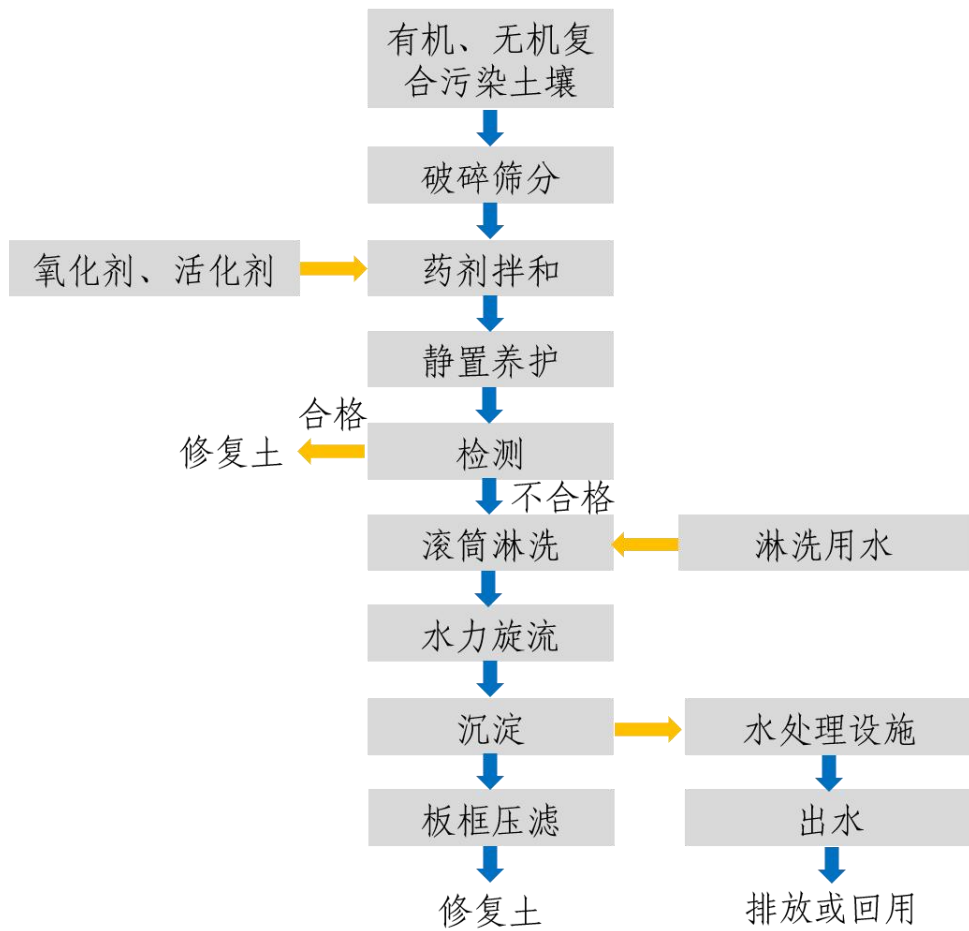 有机、无机复
合污染土壤
破碎筛分
氧化剂、活化剂
药剂拌和
静置养护
合格
修复土
检测
不合格
滚筒淋洗
淋洗用水
水力旋流
沉淀
水处理设施
板框压滤
出水
修复土
排放或回用